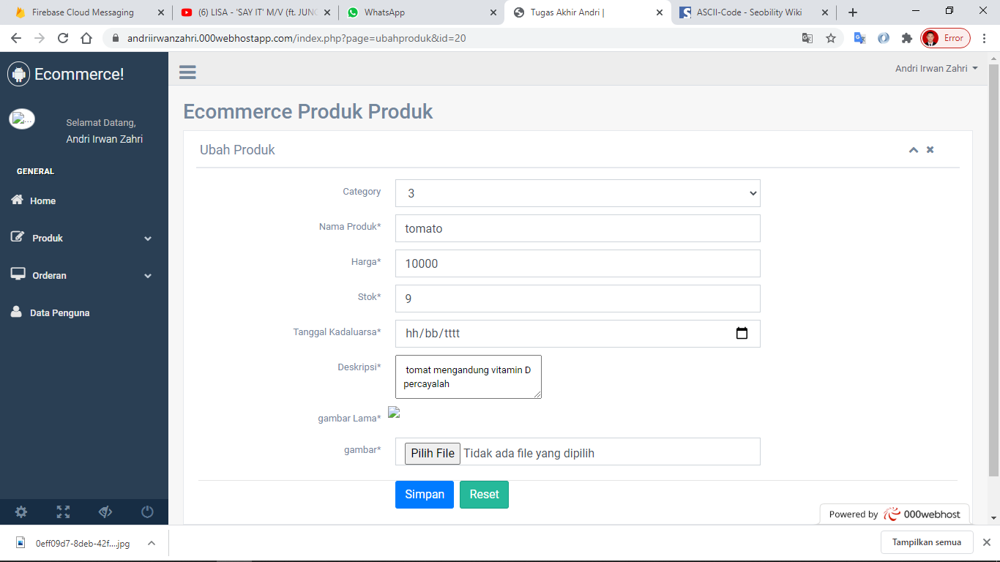 Firebase Cloud Messaging
(6) LISA - 'SAY IT' M/V (ft. JUNG
WhatsApp
Tugas Akhir Andri |
ASCII-Code - Seobility Wiki
andriirwanzahri.000webhostapp.com/index.php?page=ubahproduk&id=20
Error
Ecommerce!
Andri Irwan Zahri
Selamat Datang,
Andri Irwan Zahri
GENERAL
Home
Produk
Orderan
Data Penguna
Ecommerce Produk Produk
Ubah Produk
Category
3
Nama Produk*
tomato
Harga*
10000
Stok*
9
Tanggal Kadaluarsa*
hh/bb/tttt
Deskripsi*
tomat mengandung vitamin D
percayalah
gambar Lama*
gambar*
Pilih File Tidak ada file yang dipilih
Simpan
Reset
Powered by 000webhost
0eff09d7-8deb-42f....jpg
Tampilkan semua